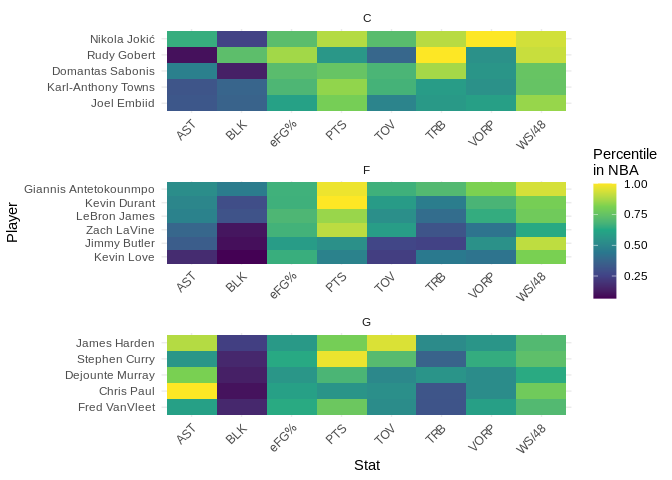 C
Nikola Jokić
Rudy Gobert
Domantas Sabonis
Karl-Anthony Towns
Joel Embiid
AST BLK eFG% PTS TOV TRB VORP WS/48
F
Giannis Antetokounmpo
Kevin Durant
LeBron James
Zach LaVine
Jimmy Butler
Kevin Love
AST BLK eFG% PTS TOV TRB VORP WS/48
G
James Harden
Stephen Curry
Dejounte Murray
Chris Paul
Fred VanVleet
AST BLK eFG% PTS TOV TRB VORP WS/48
Stat
Player
Percentile
in NBA
1.00
0.75
0.50
0.25